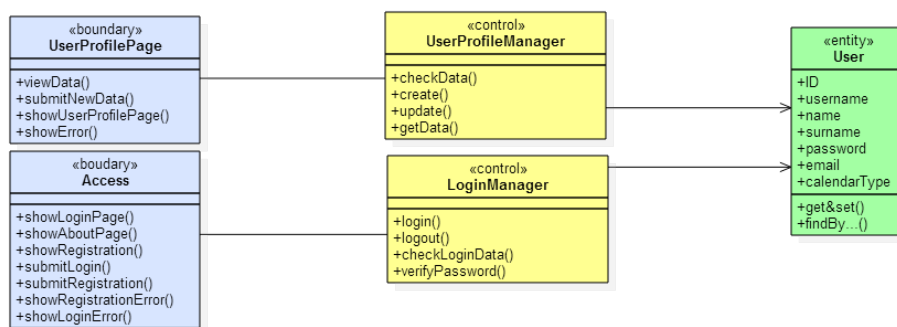 «boundary»
UserProfilePage
+viewData()
+submitNewData()
+showUserProfilePage()
+showError()
«boudary»
Access
+showLoginPage()
+showAboutPage()
+showRegistration()
+submitLogin()
+submitRegistration()
+showRegistrationError()
+showLoginError()
«control»
UserProfileManager
+checkData()
+create()
+update()
+getData()
«control»
LoginManager
+login()
+logout()
+checkLoginData()
+verifyPassword()
«entity»
User
+ID
+username
+name
+surname
+password
+email
+calendarType
+get&set()
+findBy...()